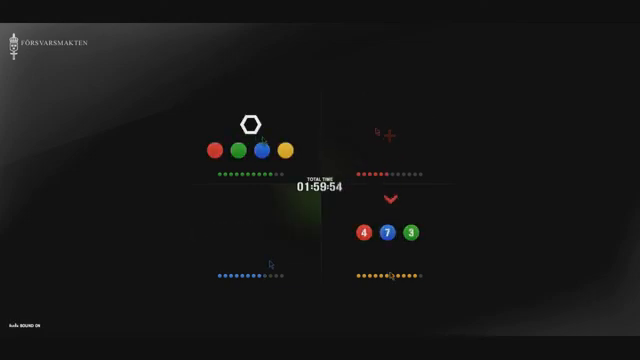 FÖRSVARSMAKTEN
TOTAL TIME
01:59:54
4 7 3
SOUND ON